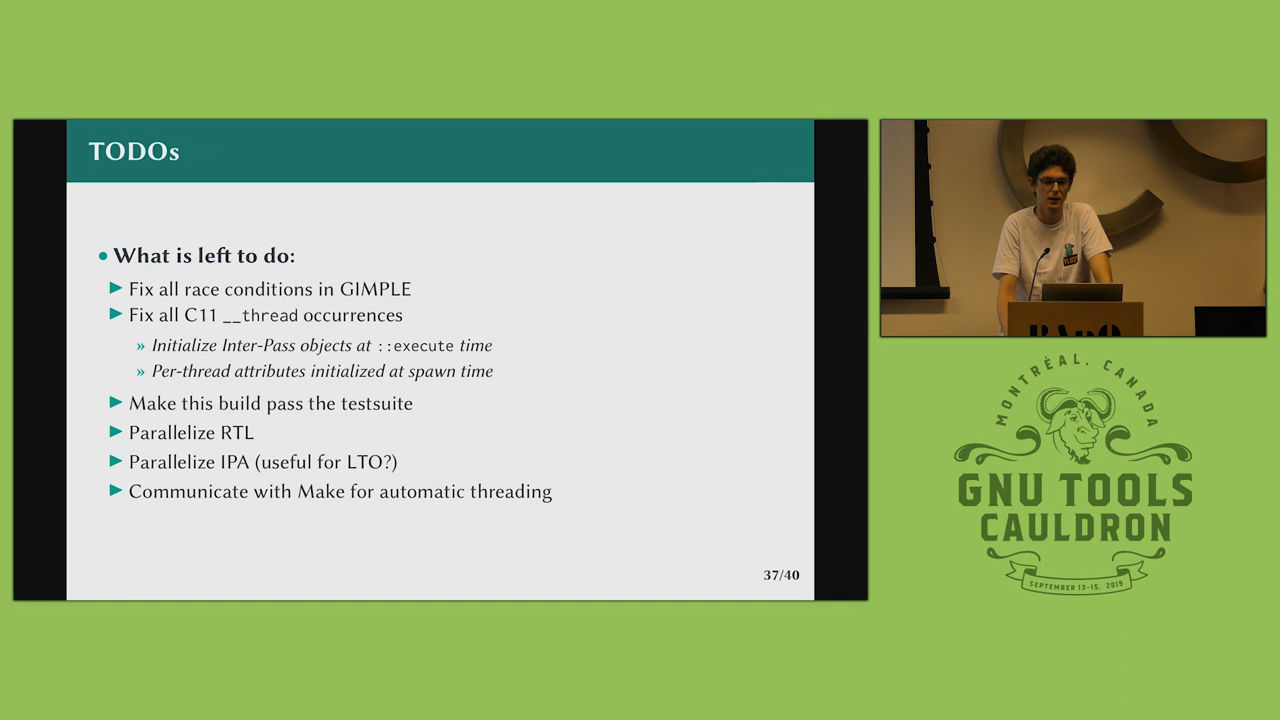 TODOs
• What is left to do:
▶ Fix all race conditions in GIMPLE
▶ Fix all C11 __thread occurrences
» Initialize Inter-Pass objects at ::execute time
» Per-thread attributes initialized at spawn time
▶ Make this build pass the testsuite
▶ Parallelize RTL
▶ Parallelize IPA (useful for LTO?)
▶ Communicate with Make for automatic threading
37/40
MONTRÉAL, CANADA
GNU TOOLS
CAULDRON
SEPTEMBER 13-15, 2019